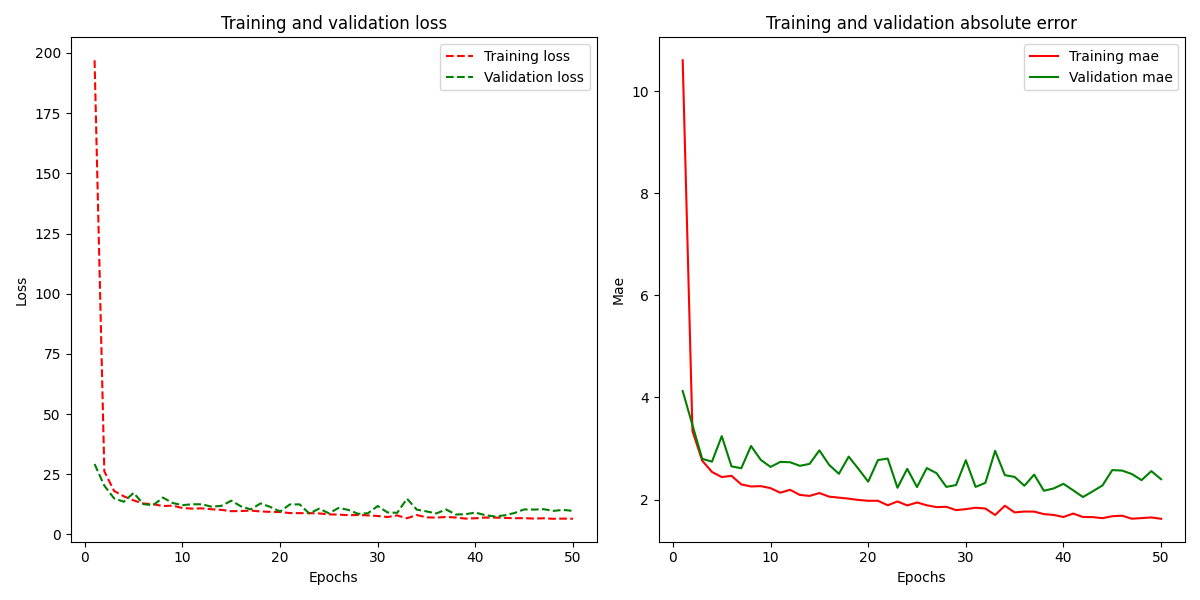 Training and validation loss
Training loss
Validation loss
200
175
150
125
100
75
50
25
0
Loss
0 10 20 30 40 50
Epochs
Training and validation absolute error
Training mae
Validation mae
10
8
6
4
2
Mae
0 10 20 30 40 50
Epochs